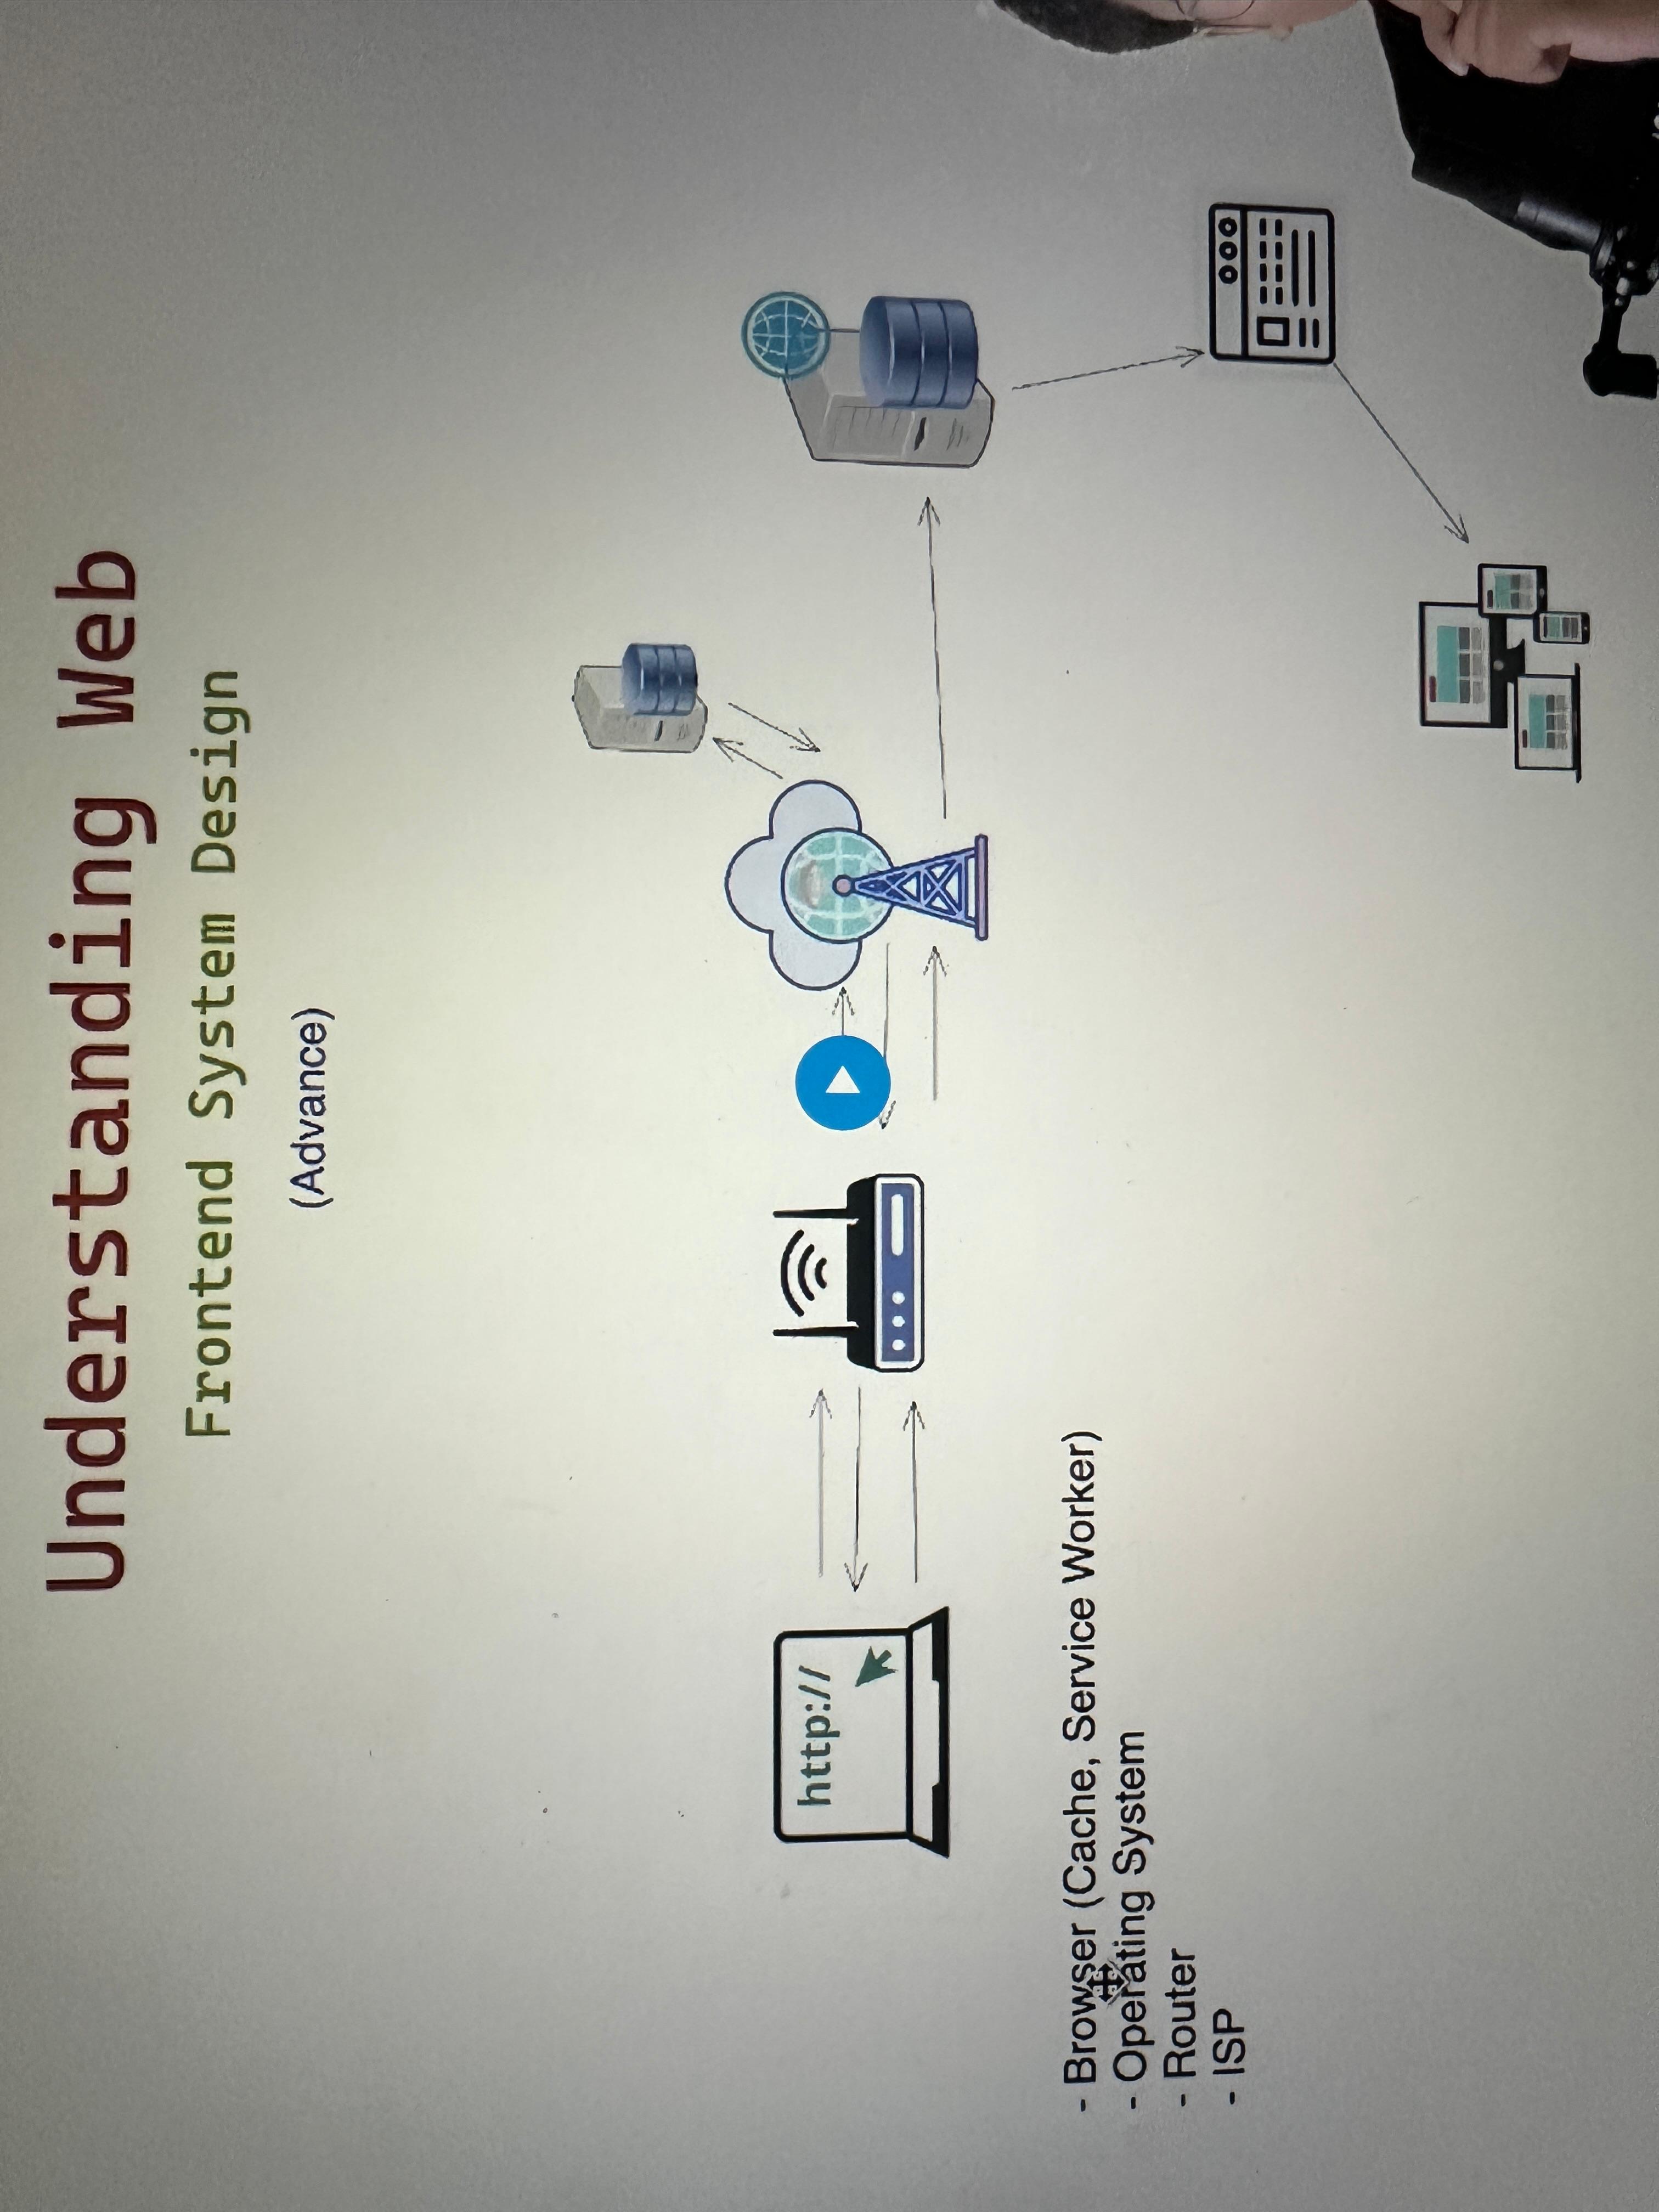 Understanding Web
Frontend System Design
(Advance)
http://
- Browser (Cache, Service Worker)
- Operating System
- Router
- ISP